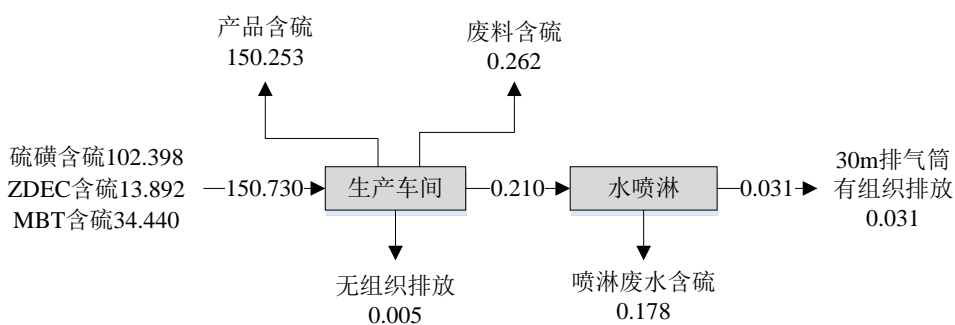 产品含硫
150.253
废料含硫
0.262
硫磺含硫102.398
ZDEC含硫13.892
MBT含硫34.440
150.730
生产车间
0.210
水喷淋
0.031
30m排气筒
有组织排放
0.031
无组织排放
0.005
喷淋废水含硫
0.178